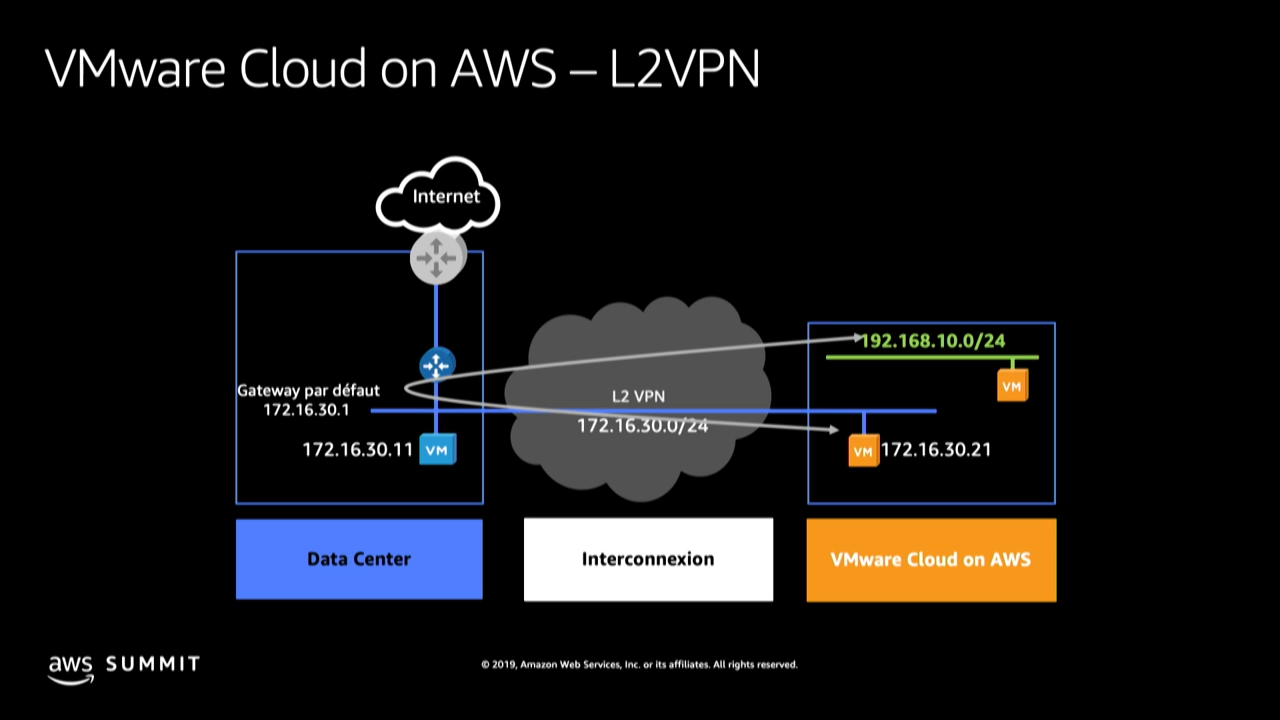 VMware Cloud on AWS – L2VPN
Internet
192.168.10.0/24
VM
Gateway par défaut
172.16.30.1
L2 VPN
172.16.30.0/24
172.16.30.11
VM
VM
172.16.30.21
Data Center
Interconnexion
VMware Cloud on AWS
aws SUMMIT
© 2019, Amazon Web Services, Inc. or its affiliates. All rights reserved.